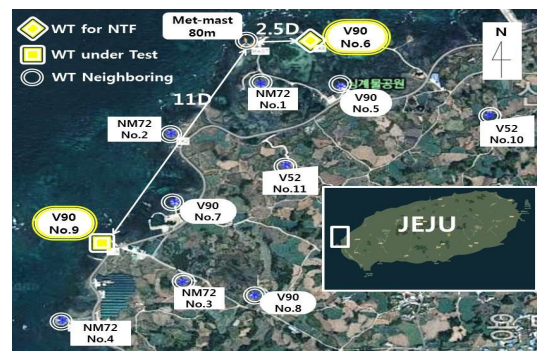 WT for NTF
WT under Test
WT Neighboring
Met-mast
80m
2.5D
V90
No.6
N
11D
NM72
No.1
V90
No.5
NM72
No.2
V52
No.10
V52
No.11
V90
No.7
V90
No.9
JEJU
NM72
No.3
V90
No.8
NM72
No.4